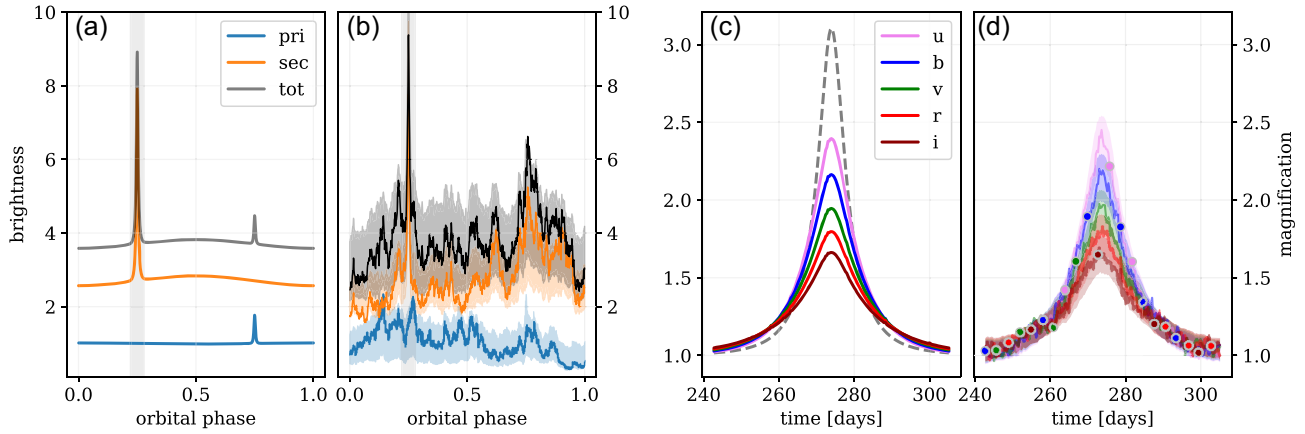 (a)
pri
sec
tot
10
8
6
4
2
0.0
0.5
1.0
orbital phase
brightness
(b)
10
8
6
4
2
0.0
0.5
1.0
orbital phase
(c)
u
b
v
r
i
3.0
2.5
2.0
1.5
1.0
240
260
280
300
time [days]
(d)
3.0
2.5
2.0
1.5
1.0
240
260
280
300
time [days]
magnification